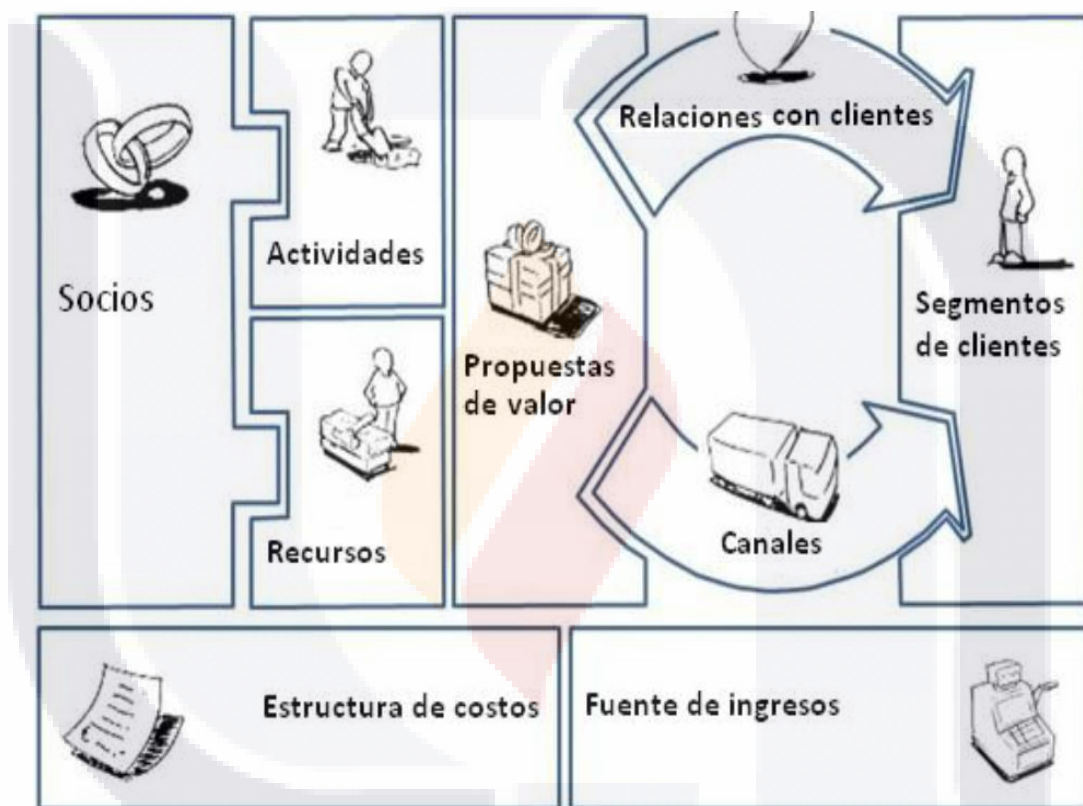 Relaciones con clientes
Actividades
Socios
Segmentos
de clientes
Propuestas
de valor
Recursos
Canales
Estructura de costos
Fuente de ingresos